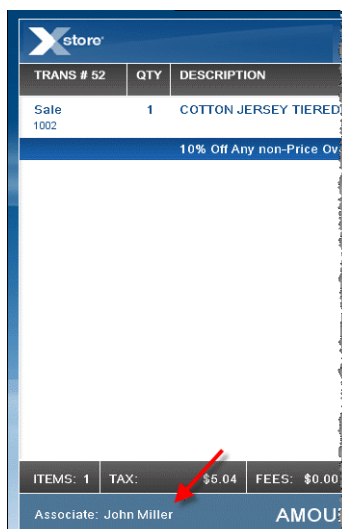 Xstore
TRANS # 52 QTY DESCRIPTION
Sale 1 COTTON JERSEY TIERED
1002
10% Off Any non-Price Ov
ITEMS: 1 TAX: $5.04 FEES: $0.00
Associate: John Miller AMOU